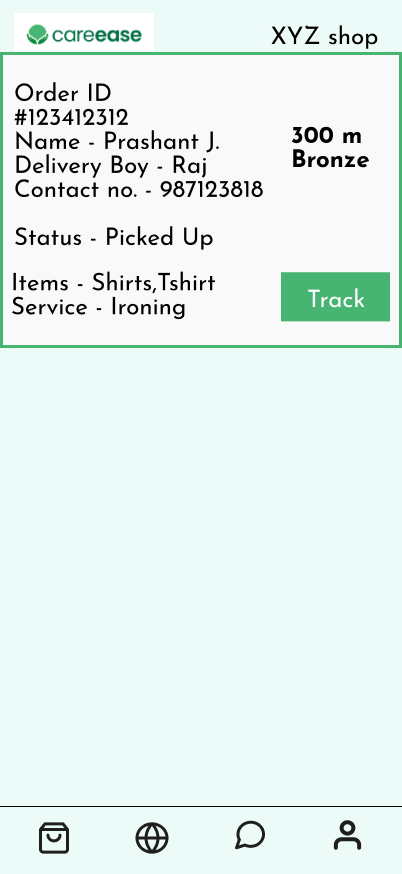 careease
XYZ shop
Order ID
#123412312
Name - Prashant J.
Delivery Boy - Raj
Contact no. - 987123818
300 m
Bronze
Status - Picked Up
Items - Shirts,Tshirt
Service - Ironing
Track